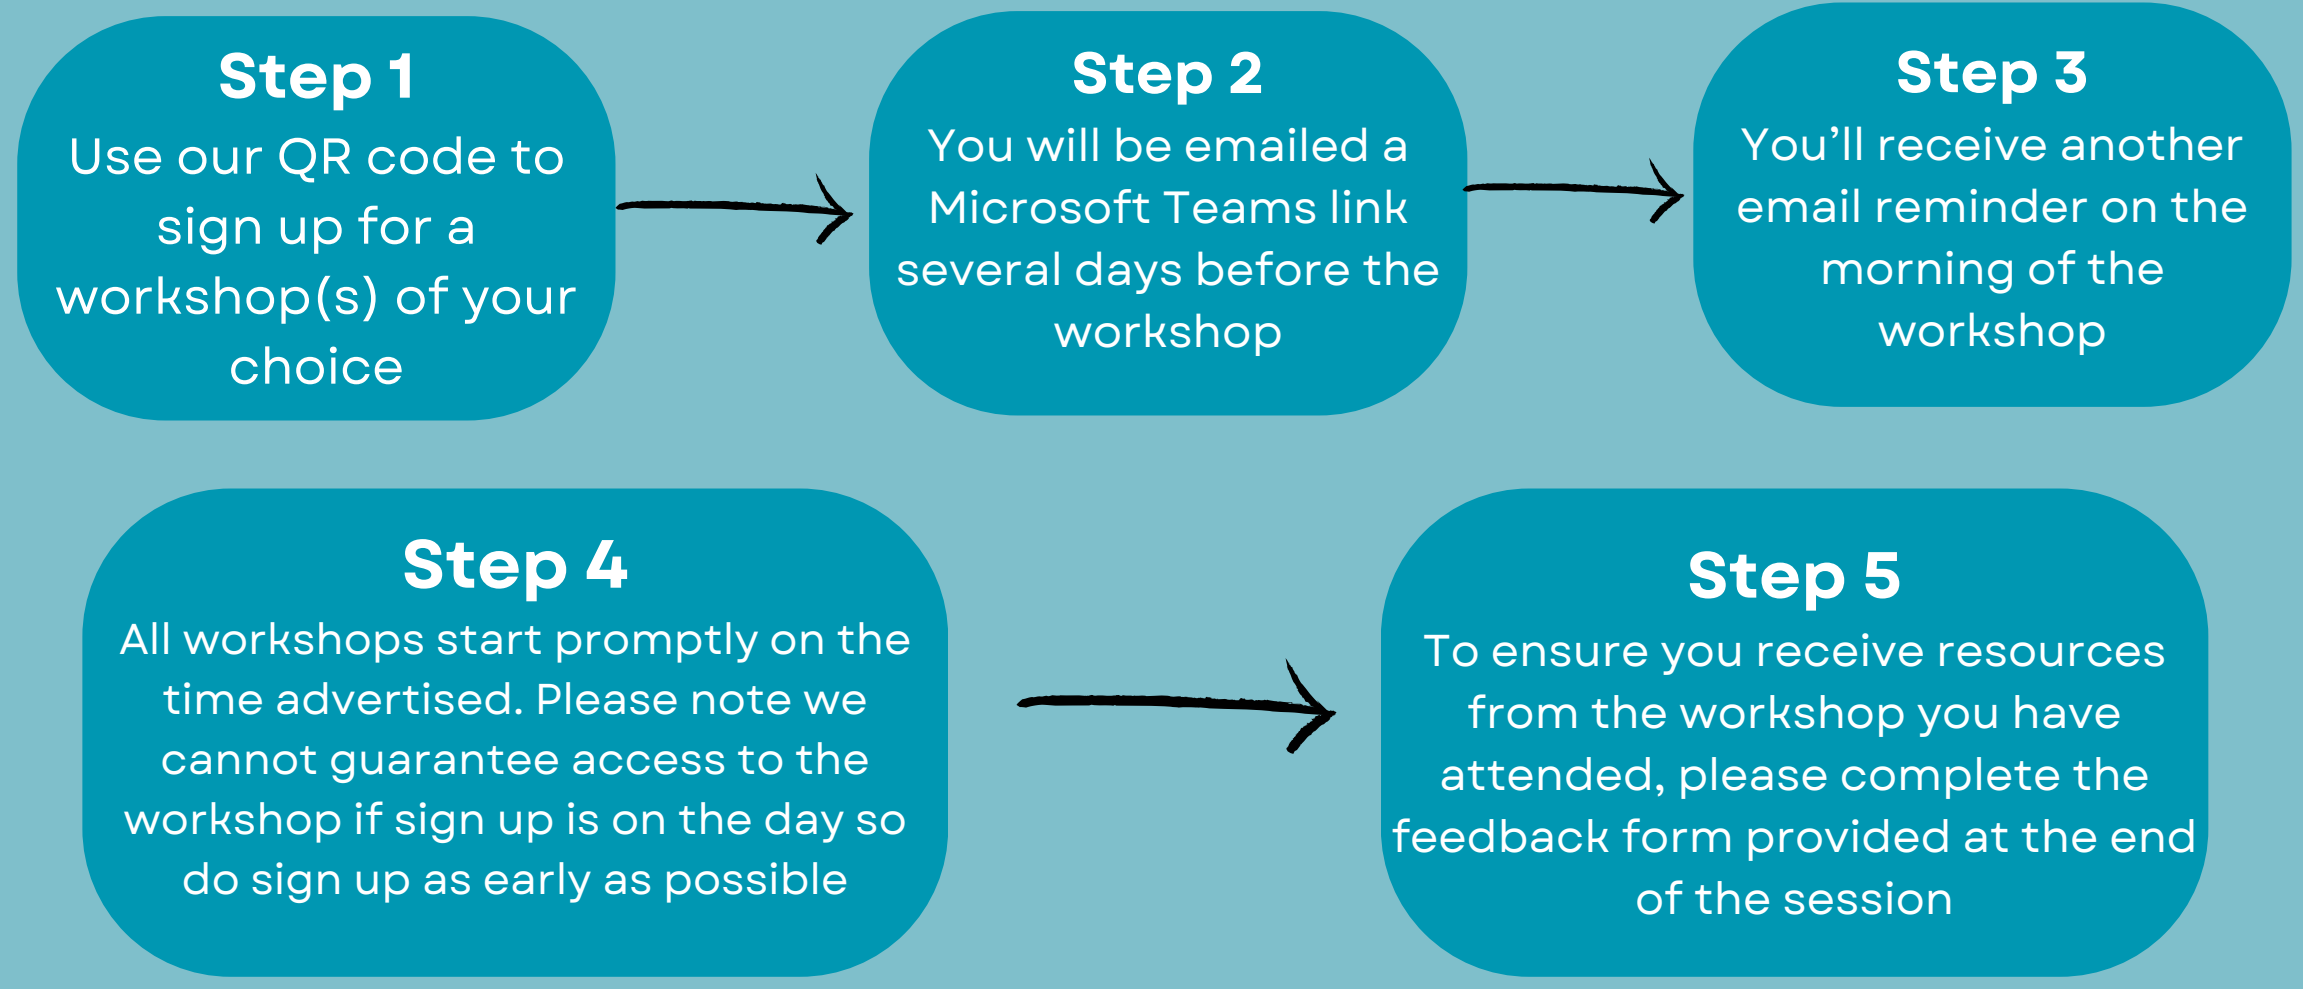 Step 1
Use our QR code to
sign up for a
workshop(s) of your
choice
Step 2
You will be emailed a
Microsoft Teams link
several days before the
workshop
Step 3
You’ll receive another
email reminder on the
morning of the
workshop
Step 4
All workshops start promptly on the
time advertised. Please note we
cannot guarantee access to the
workshop if sign up is on the day so
do sign up as early as possible
Step 5
To ensure you receive resources
from the workshop you have
attended, please complete the
feedback form provided at the end
of the session